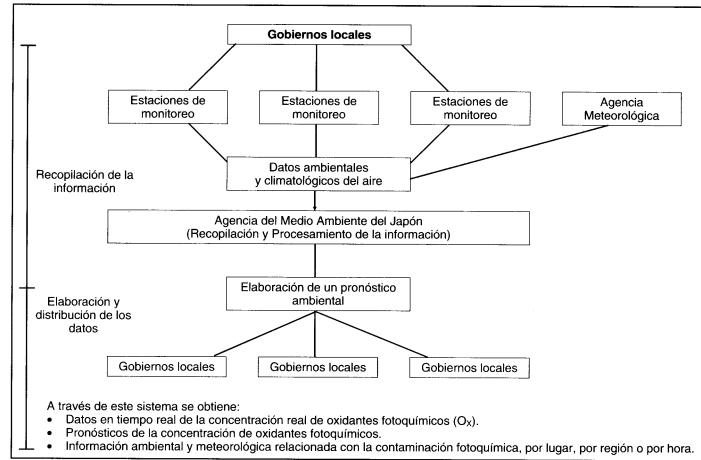 Gobiernos locales
Estaciones de
monitoreo
Estaciones de
monitoreo
Estaciones de
monitoreo
Agencia
Meteorológica
Recopilación de la
información
Datos ambientales
y climatológicos del aire
Agencia del Medio Ambiente del Japón
(Recopilación y Procesamiento de la información)
Elaboración de un pronóstico
ambiental
Elaboración y
distribución de los
datos
Gobiernos locales
Gobiernos locales
Gobiernos locales
A través de este sistema se obtiene:
• Datos en tiempo real de la concentración real de oxidantes fotoquímicos (OX).
• Pronósticos de la concentración de oxidantes fotoquímicos.
• Información ambiental y meteorológica relacionada con la contaminación fotoquímica, por lugar, por región o por hora.